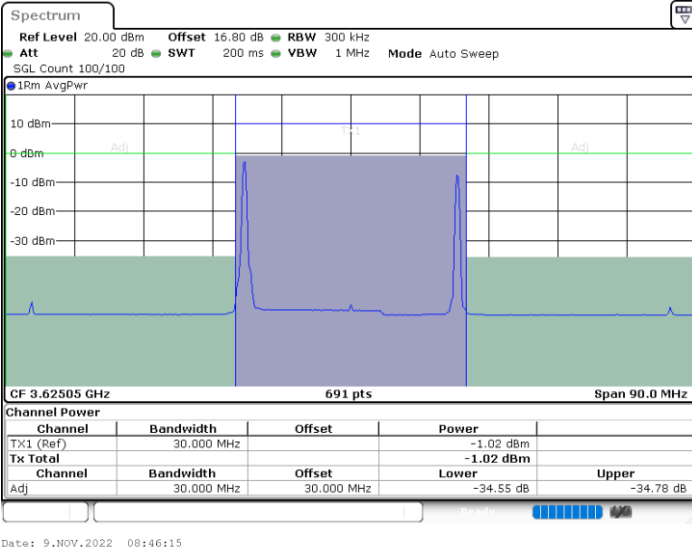 Spectrum
Ref Level 20.00 dBm Offset 16.80 dB RBW 300 kHz
Att 20 dB SWT 200 ms VBW 1 MHz Mode Auto Sweep
SGL Count 100/100
1Rm AvgPwr
10 dBm
TX1
Adj
Adj
0 dBm
-10 dBm
-20 dBm
-30 dBm
CF 3.62505 GHz 691 pts Span 90.0 MHz
Channel Power
Channel Bandwidth Offset Power
TX1 (Ref) 30.000 MHz -1.02 dBm
Tx Total -1.02 dBm
Channel Bandwidth Offset Lower Upper
Adj 30.000 MHz 30.000 MHz -34.55 dB -34.78 dB
Ready
Date: 9.NOV.2022 08:46:15